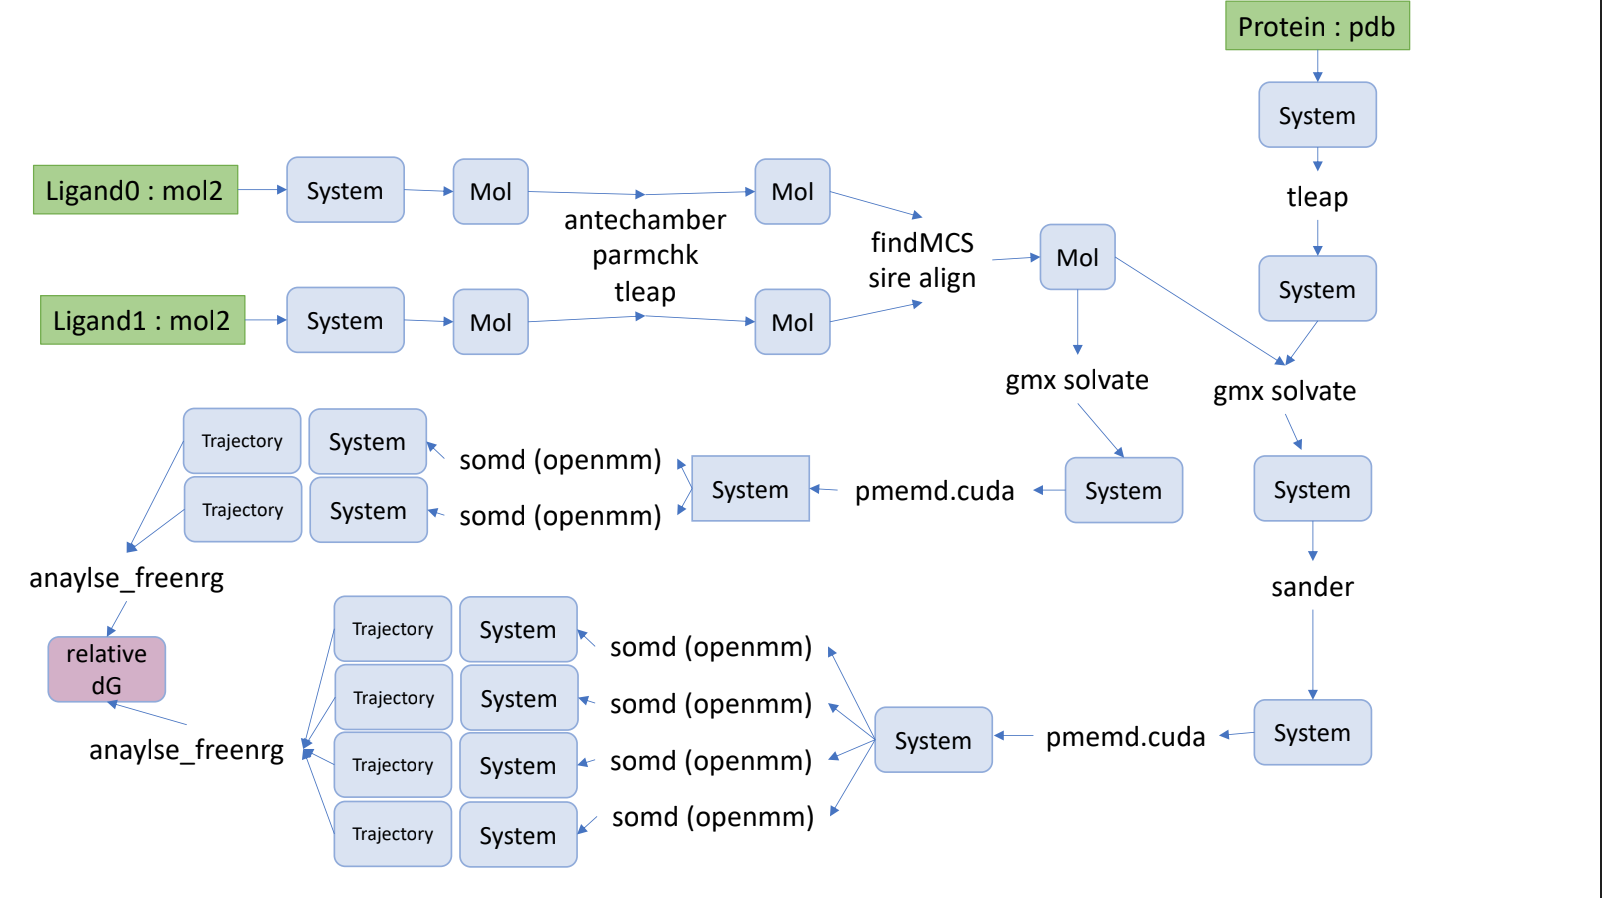 Protein : pdb
System
tleap
System
Ligand0 : mol2
System
Mol
antechamber
parmchk
tleap
Mol
Ligand1 : mol2
System
Mol
Mol
findMCS
sire align
Mol
gmx solvate
gmx solvate
System
System
pmemd.cuda
System
somd (openmm)
somd (openmm)
System
Trajectory
System
Trajectory
anaylse_freenrg
relative
dG
sander
System
pmemd.cuda
System
somd (openmm)
somd (openmm)
somd (openmm)
somd (openmm)
System
Trajectory
System
Trajectory
System
Trajectory
System
Trajectory
anaylse_freenrg